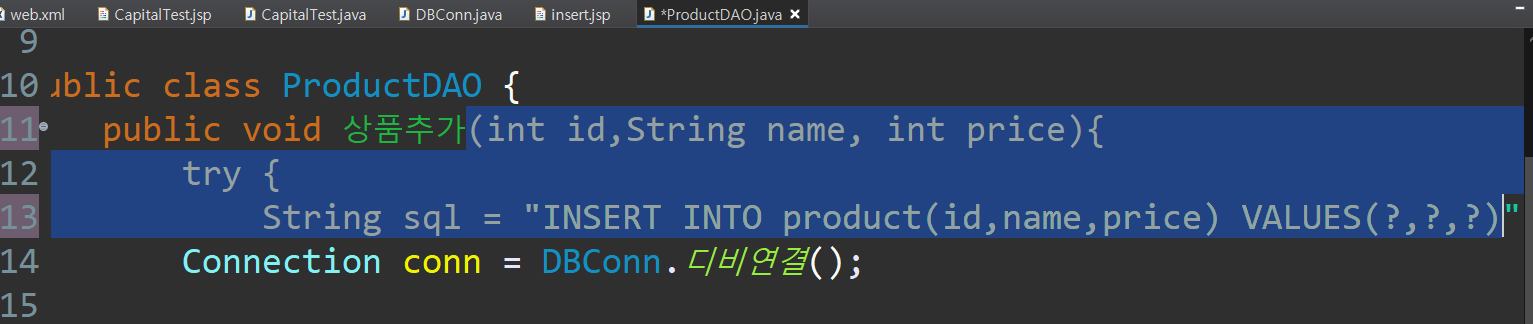 web.xml CapitalTest.jsp CapitalTest.java DBConn.java insert.jsp *ProductDAO.java
9
10 ublic class ProductDAO {
11 public void 상품추가(int id,String name, int price){
12 try {
13 String sql = "INSERT INTO product(id,name,price) VALUES(?,?,?)"
14 Connection conn = DBConn.디비연결();
15